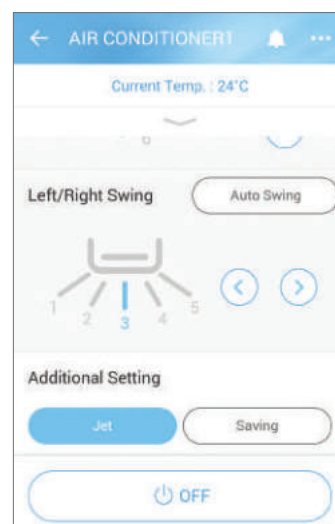 AIR CONDITIONER1
Current Temp. : 24°C
6
Left/Right Swing
Auto Swing
1 2 3 4 5
Additional Setting
Jet
Saving
OFF